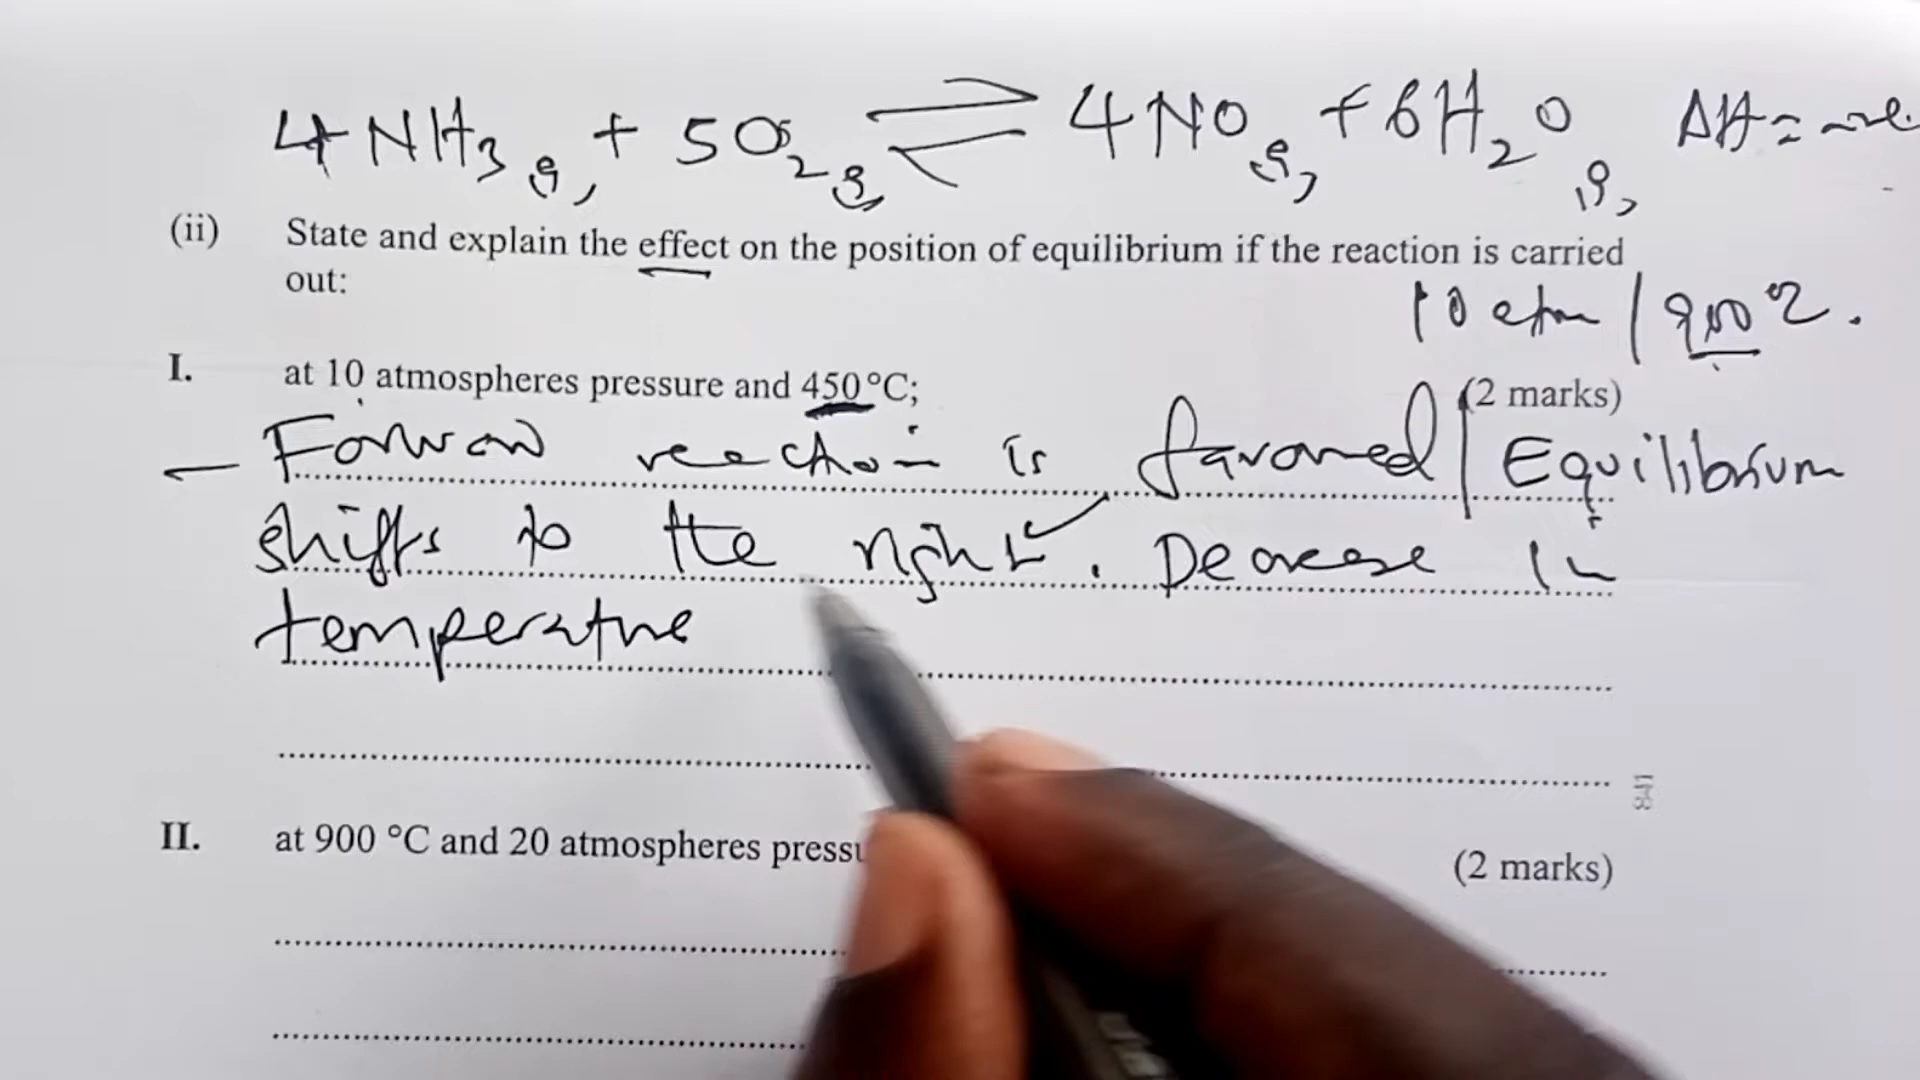 4NH3(g) + 5O2(g) ⇌ 4NO(g) + 6H2O(g) ΔH = -ve.
(ii) State and explain the effect on the position of equilibrium if the reaction is carried
out:
10 atm / 900°C.
I. at 10 atmospheres pressure and 450°C; (2 marks)
- Forward reaction is favored / Equilibrium
shifts to the right ✓. Decrease in
temperature
II. at 900 °C and 20 atmospheres (2 marks)